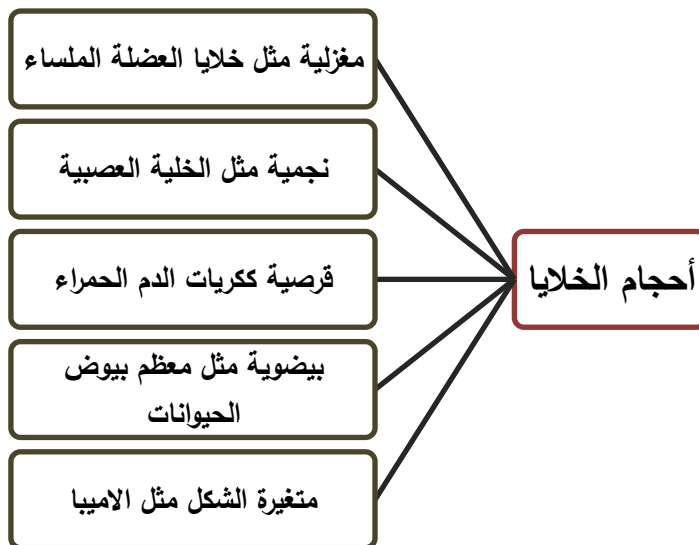 أحجام الخلايا
مغزلية مثل خلايا العضلة الملساء
نجمية مثل الخلية العصبية
قرصية ككريات الدم الحمراء
بيضوية مثل معظم بيوض
الحيوانات
متغيرة الشكل مثل الاميبا